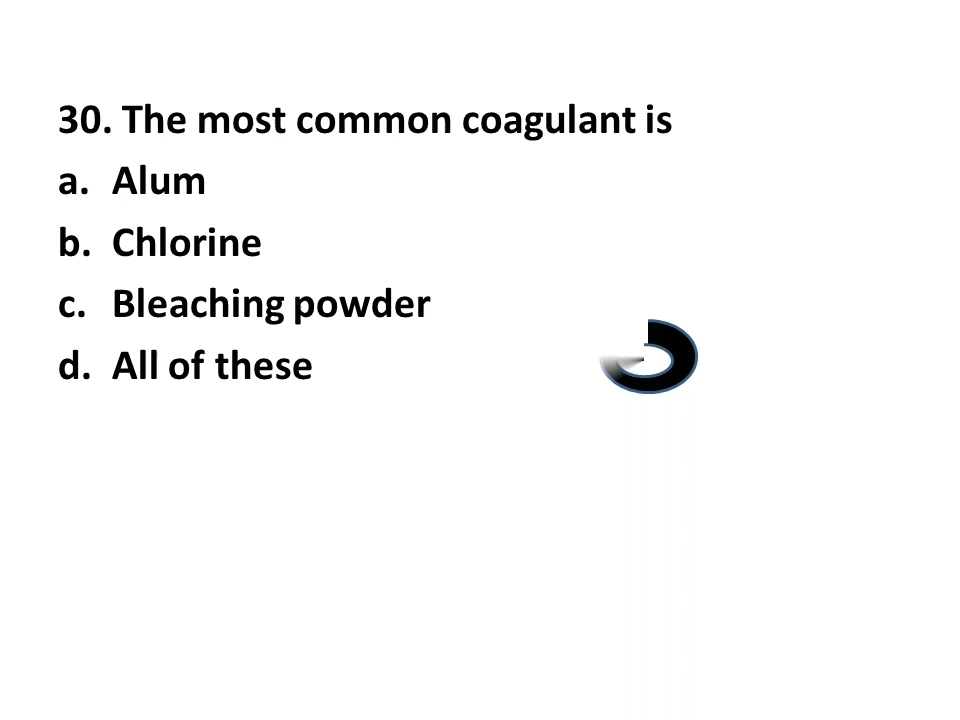 30. The most common coagulant is
a. Alum
b. Chlorine
c. Bleaching powder
d. All of these